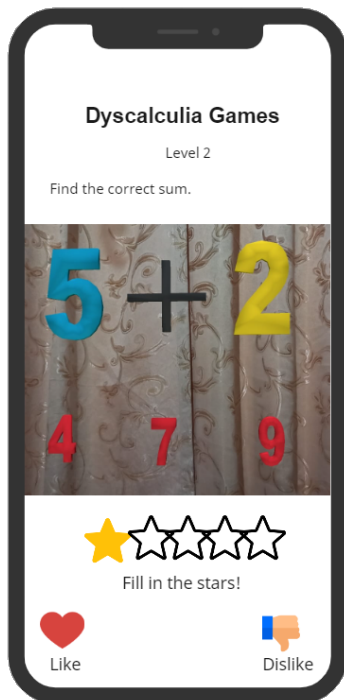 Dyscalculia Games
Level 2
Find the correct sum.
5 + 2
4 7 9
Fill in the stars!
Like Dislike